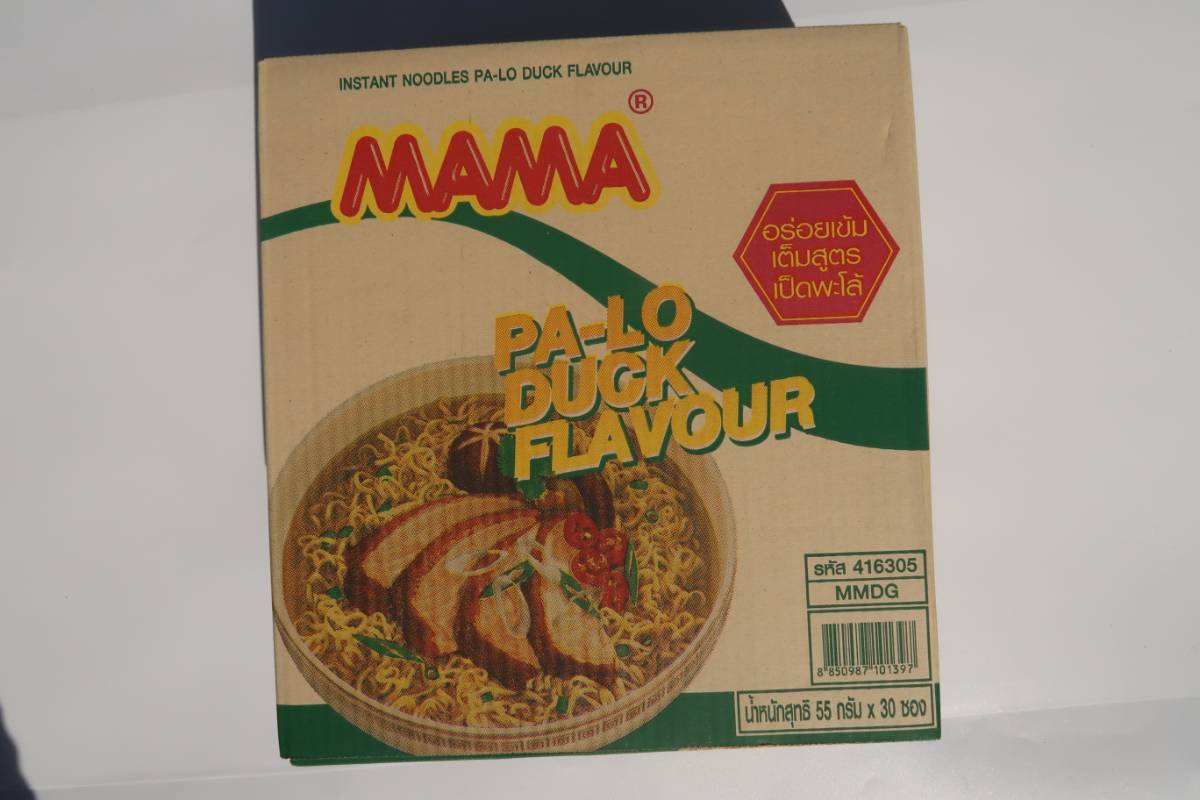 INSTANT NOODLES PA-LO DUCK FLAVOUR
MAMA®
อร่อยเข้ม
เต็มสูตร
เป็ดพะโล้
PA-LO
DUCK
FLAVOUR
รหัส 416305
MMDG
8 850987 101397
น้ำหนักสุทธิ 55 กรัม x 30 ซอง